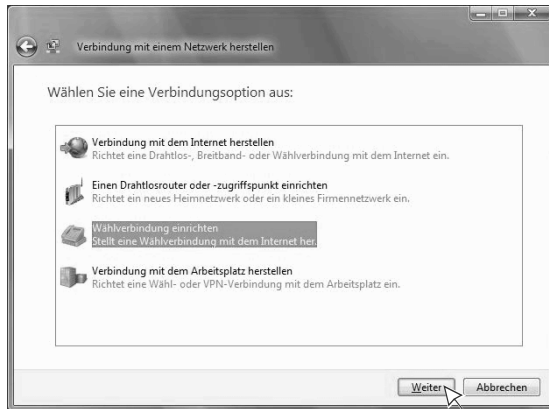 Verbindung mit einem Netzwerk herstellen
Wählen Sie eine Verbindungsoption aus:
Verbindung mit dem Internet herstellen
Richtet eine Drahtlos-, Breitband- oder Wählverbindung mit dem Internet ein.
Einen Drahtlosrouter oder -zugriffspunkt einrichten
Richtet ein neues Heimnetzwerk oder ein kleines Firmennetzwerk ein.
Wählverbindung einrichten
Stellt eine Wählverbindung mit dem Internet her.
Verbindung mit dem Arbeitsplatz herstellen
Richtet eine Wähl- oder VPN-Verbindung mit dem Arbeitsplatz ein.
Weiter Abbrechen